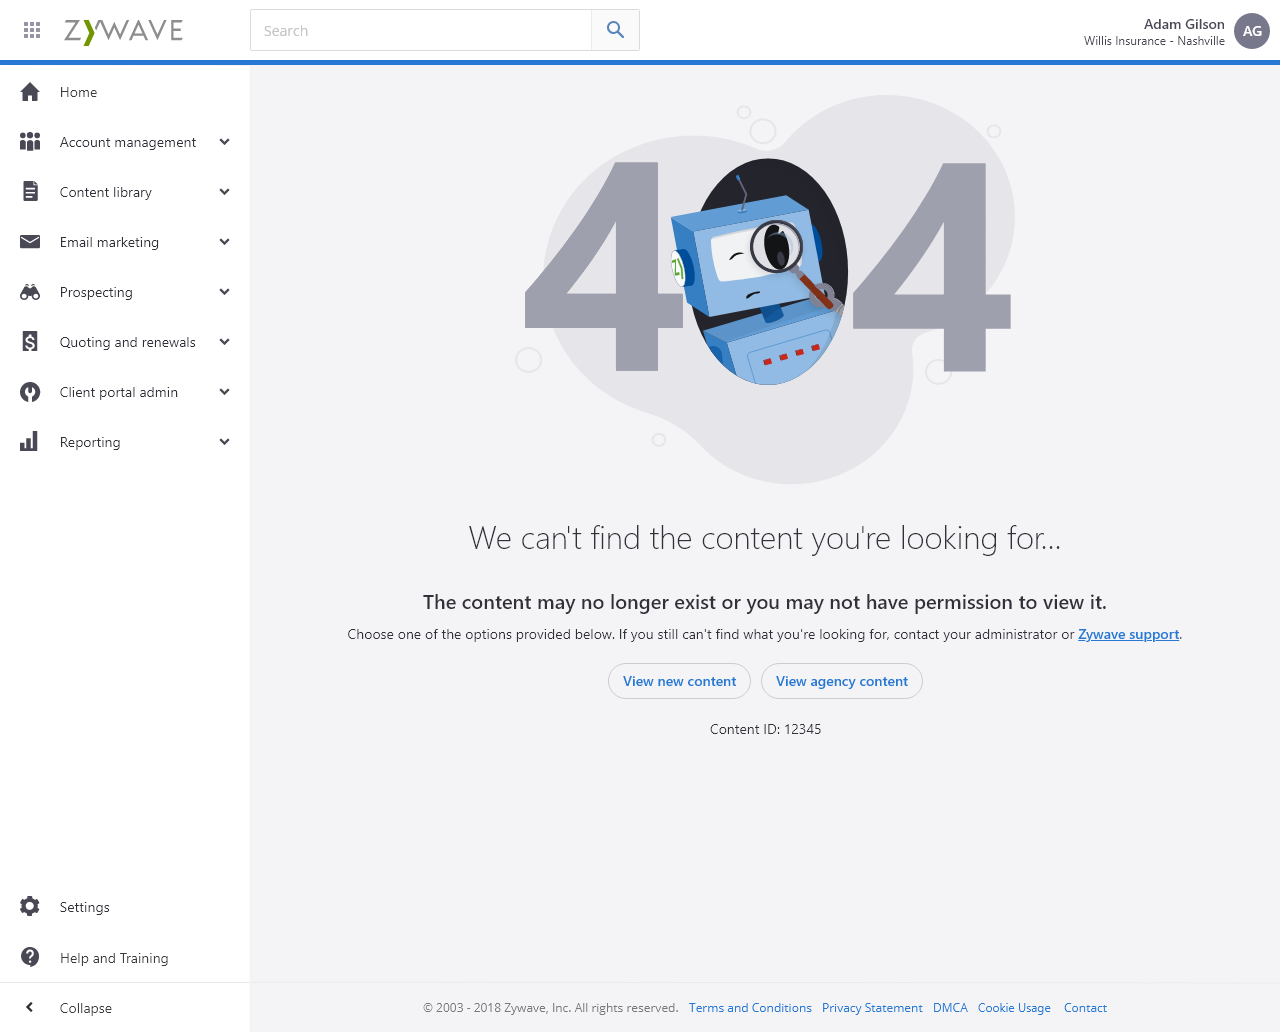 ZYWAVE
Search
Adam Gilson
Willis Insurance - Nashville
AG
Home
Account management
Content library
Email marketing
Prospecting
Quoting and renewals
Client portal admin
Reporting
Settings
Help and Training
Collapse
4 4
We can't find the content you're looking for...
The content may no longer exist or you may not have permission to view it.
Choose one of the options provided below. If you still can't find what you're looking for, contact your administrator or Zywave support.
View new content View agency content
Content ID: 12345
© 2003 - 2018 Zywave, Inc. All rights reserved. Terms and Conditions Privacy Statement DMCA Cookie Usage Contact